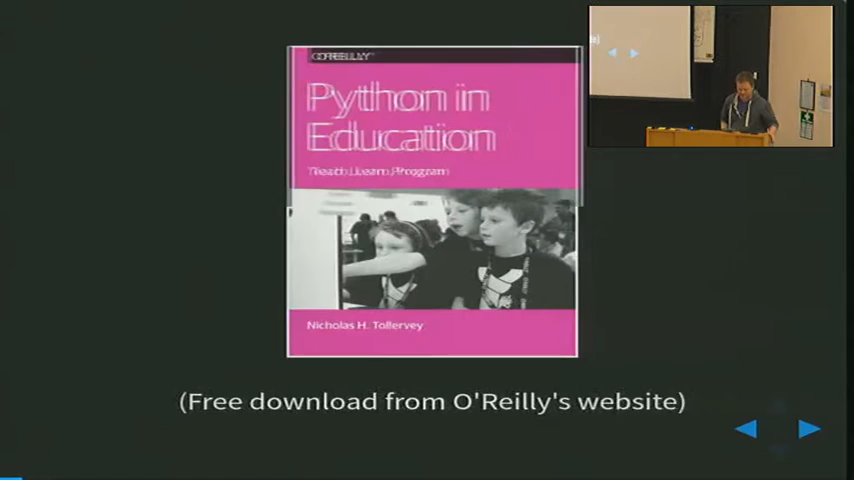 O'REILLY
Python in
Education
Teach, Learn, Program
Nicholas H. Tollervey
(Free download from O'Reilly's website)